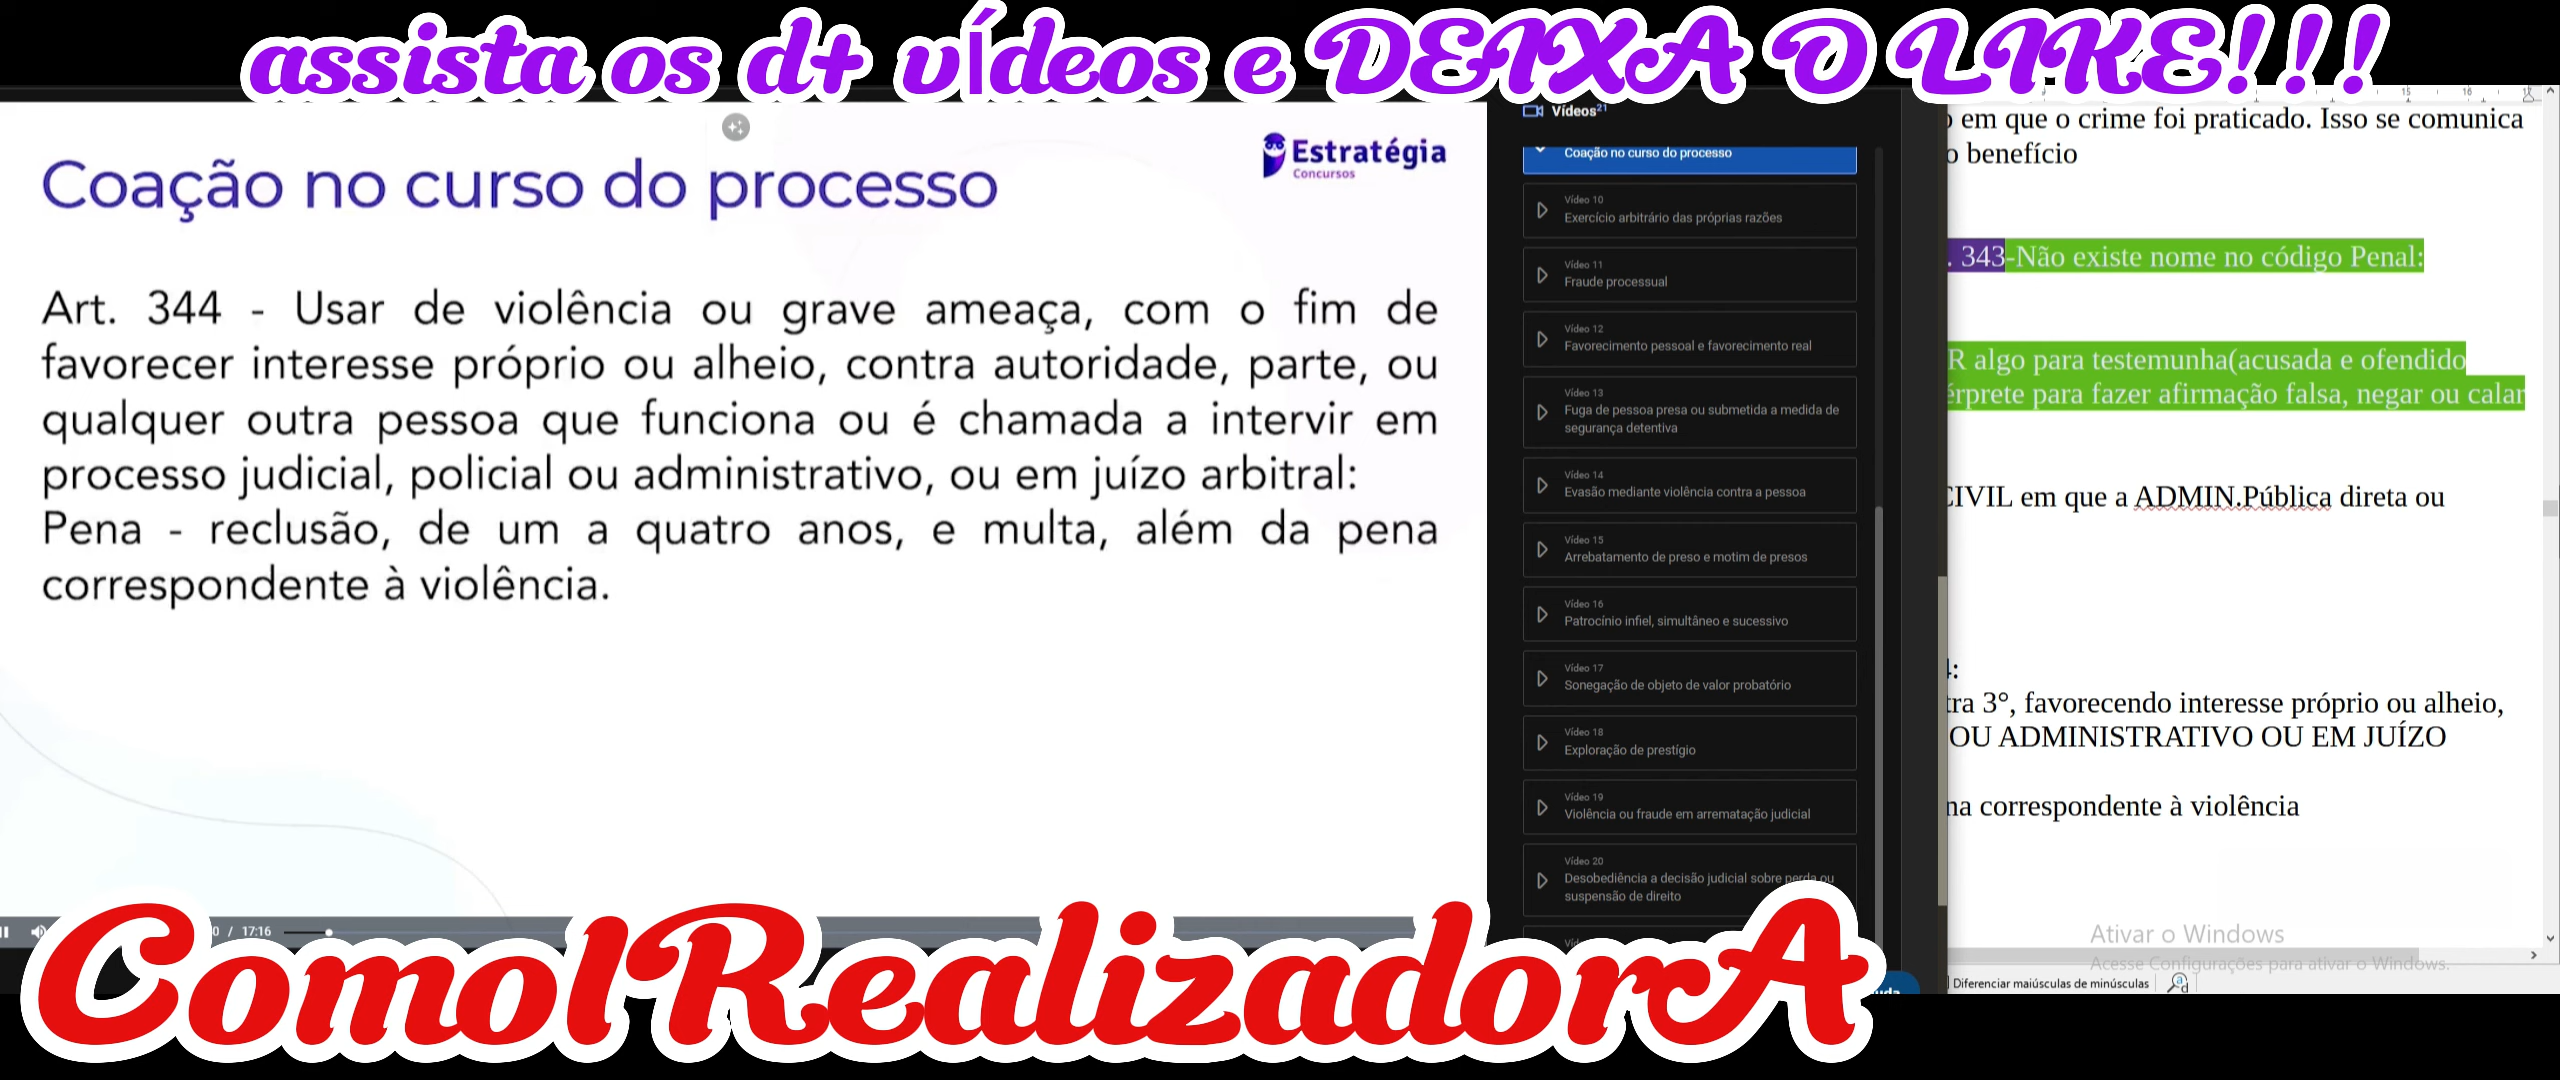 assista os d+ vídeos e DEIXA O LIKE!!!
Estratégia
Concursos
Coação no curso do processo
Art. 344 - Usar de violência ou grave ameaça, com o fim de
favorecer interesse próprio ou alheio, contra autoridade, parte, ou
qualquer outra pessoa que funciona ou é chamada a intervir em
processo judicial, policial ou administrativo, ou em juízo arbitral:
Pena - reclusão, de um a quatro anos, e multa, além da pena
correspondente à violência.
/ 17:16
Vídeos21
Coação no curso do processo
Vídeo 10
Exercício arbitrário das próprias razões
Vídeo 11
Fraude processual
Vídeo 12
Favorecimento pessoal e favorecimento real
Vídeo 13
Fuga de pessoa presa ou submetida a medida de
segurança detentiva
Vídeo 14
Evasão mediante violência contra a pessoa
Vídeo 15
Arrebatamento de preso e motim de presos
Vídeo 16
Patrocínio infiel, simultâneo e sucessivo
Vídeo 17
Sonegação de objeto de valor probatório
Vídeo 18
Exploração de prestígio
Vídeo 19
Violência ou fraude em arrematação judicial
Vídeo 20
Desobediência a decisão judicial sobre perda ou
suspensão de direito
15 16
em que o crime foi praticado. Isso se comunica
o benefício
. 343-Não existe nome no código Penal:
R algo para testemunha(acusada e ofendido
érprete para fazer afirmação falsa, negar ou calar
CIVIL em que a ADMIN.Pública direta ou
4:
tra 3°, favorecendo interesse próprio ou alheio,
OU ADMINISTRATIVO OU EM JUÍZO
na correspondente à violência
Ativar o Windows
Acesse Configurações para ativar o Windows.
Diferenciar maiúsculas de minúsculas
ComolRealizadorA